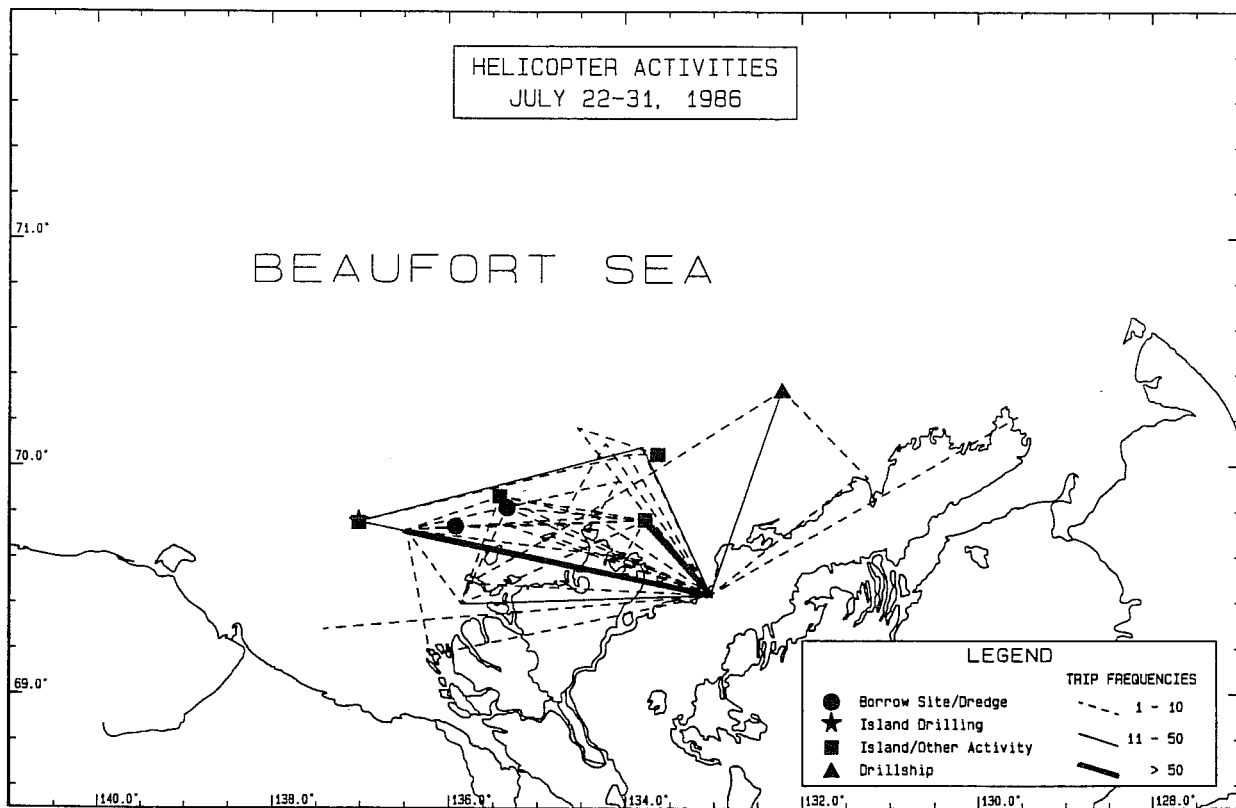 HELICOPTER ACTIVITIES
JULY 22-31, 1986
71.0°
BEAUFORT SEA
70.0°
69.0°
LEGEND
TRIP FREQUENCIES
Borrow Site/Dredge
1 - 10
Island Drilling
11 - 50
Island/Other Activity
> 50
Drillship
140.0° 138.0° 136.0° 134.0° 132.0° 130.0° 128.0°